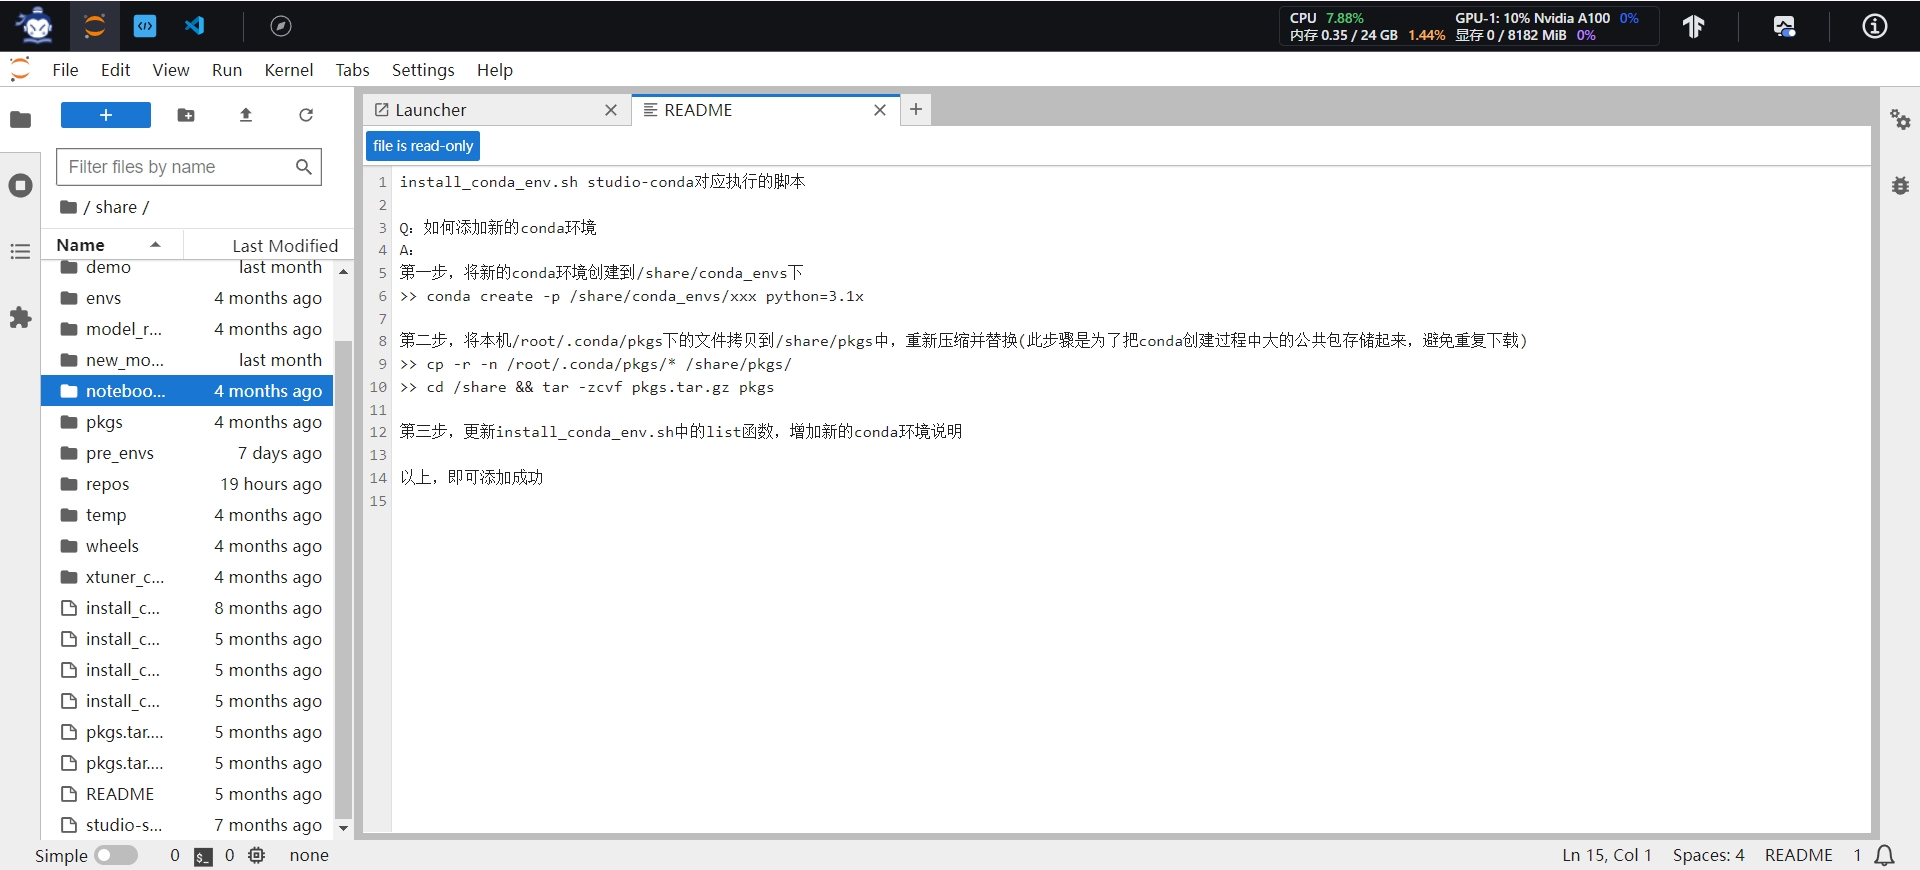 CPU 7.88% GPU-1: 10% Nvidia A100 0%
内存 0.35 / 24 GB 1.44% 显存 0 / 8182 MiB 0%
File Edit View Run Kernel Tabs Settings Help
Launcher
README
file is read-only
Filter files by name
/ share /
Name Last Modified
demo last month
envs 4 months ago
model_r... 4 months ago
new_mo... last month
noteboo... 4 months ago
pkgs 4 months ago
pre_envs 7 days ago
repos 19 hours ago
temp 4 months ago
wheels 4 months ago
xtuner_c... 4 months ago
install_c... 8 months ago
install_c... 5 months ago
install_c... 5 months ago
install_c... 5 months ago
pkgs.tar.... 5 months ago
pkgs.tar.... 5 months ago
README 5 months ago
studio-s... 7 months ago
1 install_conda_env.sh studio-conda对应执行的脚本
2
3 Q：如何添加新的conda环境
4 A：
5 第一步，将新的conda环境创建到/share/conda_envs下
6 >> conda create -p /share/conda_envs/xxx python=3.1x
7
8 第二步，将本机/root/.conda/pkgs下的文件拷贝到/share/pkgs中，重新压缩并替换(此步骤是为了把conda创建过程中大的公共包存储起来，避免重复下载)
9 >> cp -r -n /root/.conda/pkgs/* /share/pkgs/
10 >> cd /share && tar -zcvf pkgs.tar.gz pkgs
11
12 第三步，更新install_conda_env.sh中的list函数，增加新的conda环境说明
13
14 以上，即可添加成功
15
Simple 0 $_ 0 none
Ln 15, Col 1 Spaces: 4 README 1